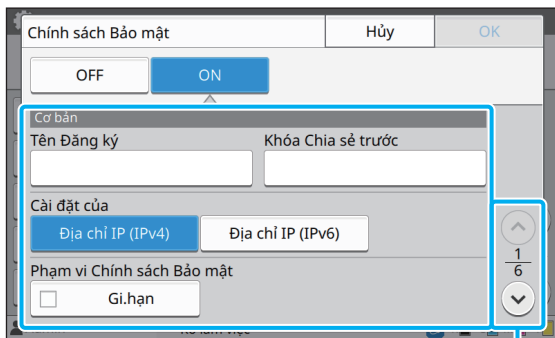 Chính sách Bảo mật Hủy OK
OFF ON
Cơ bản
Tên Đăng ký Khóa Chia sẻ trước
Cài đặt của
Địa chỉ IP (IPv4) Địa chỉ IP (IPv6)
1
6
Phạm vi Chính sách Bảo mật
Gi.hạn